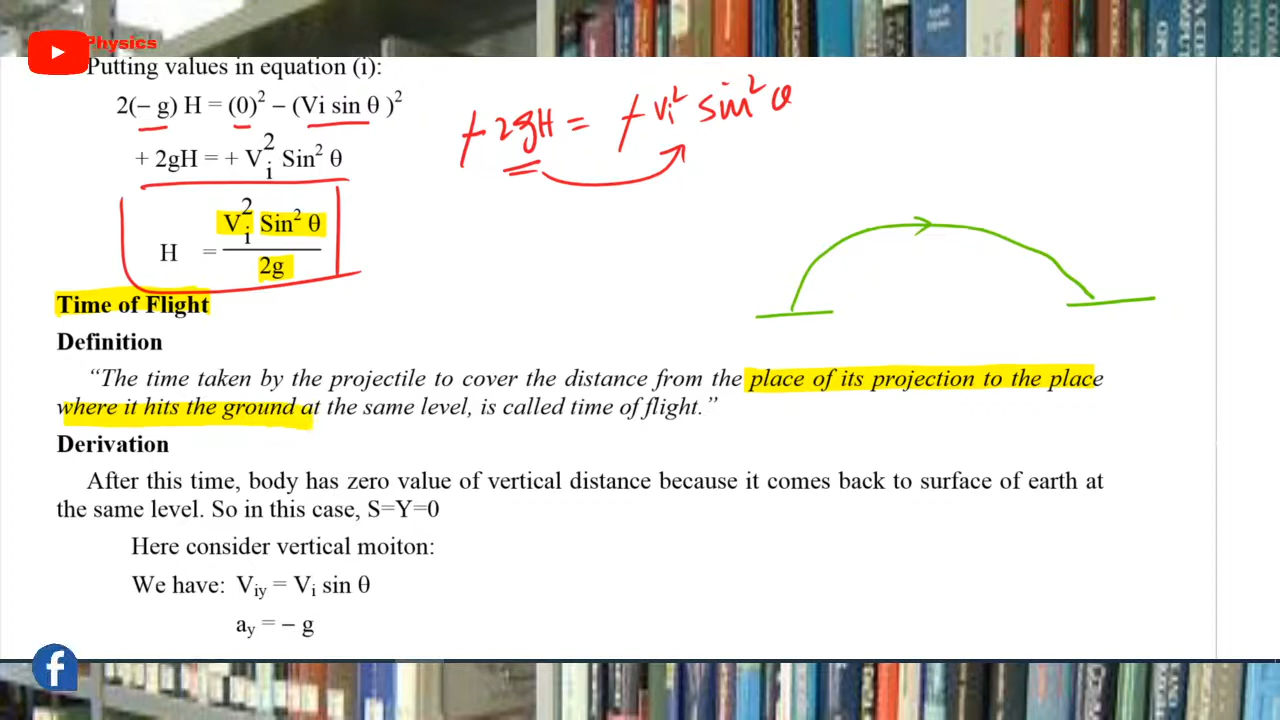 Physics
Putting values in equation (i):
2(– g) H = (0)² – (Vi sin θ )²
-2gH = -vi² sin² θ
+ 2gH = + Vi² Sin² θ
H = Vi² Sin² θ / 2g
Time of Flight
Definition
“The time taken by the projectile to cover the distance from the place of its projection to the place
where it hits the ground at the same level, is called time of flight.”
Derivation
After this time, body has zero value of vertical distance because it comes back to surface of earth at
the same level. So in this case, S=Y=0
Here consider vertical moiton:
We have: Viy = Vi sin θ
ay = – g
f